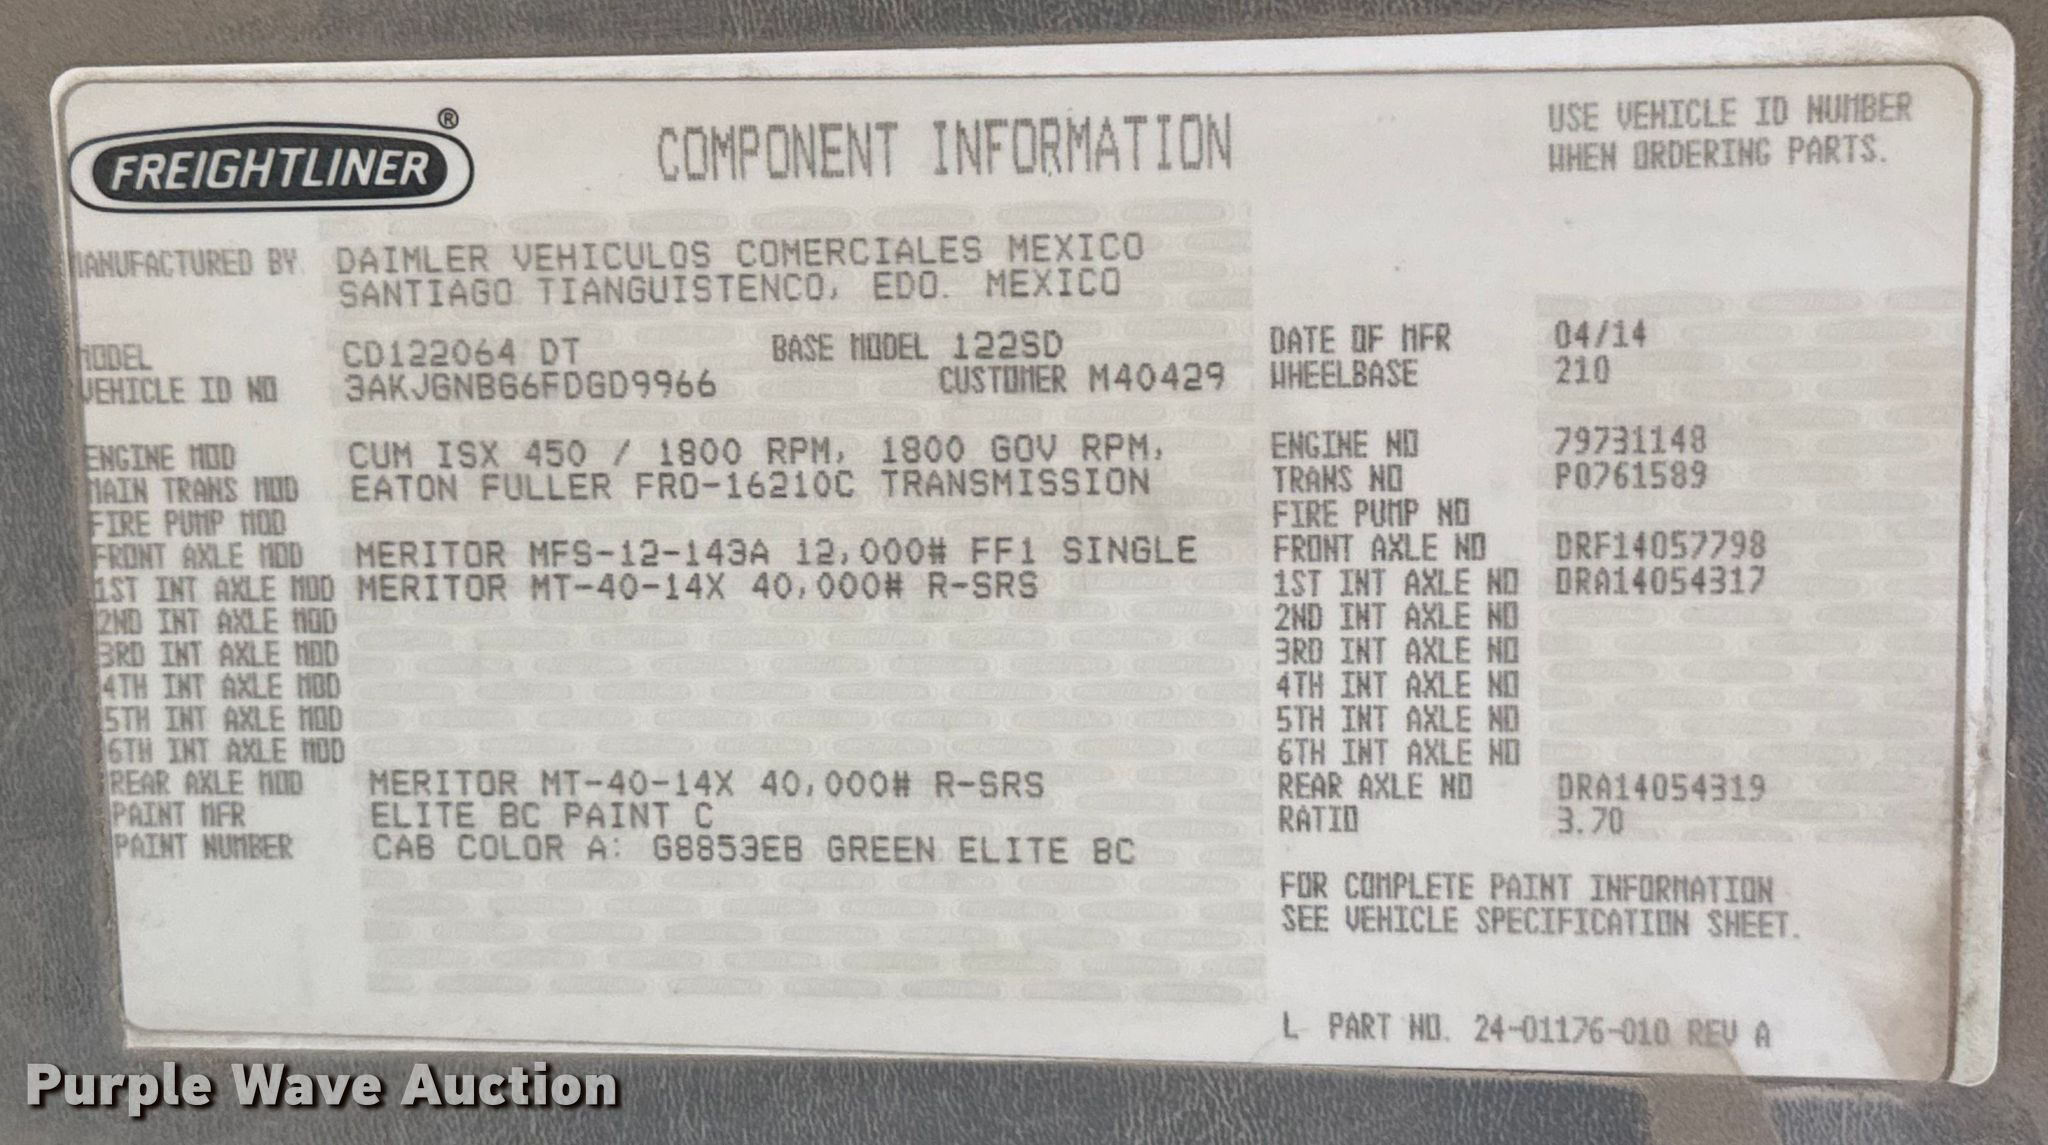 FREIGHTLINER®
COMPONENT INFORMATION
USE VEHICLE ID NUMBER
WHEN ORDERING PARTS.
MANUFACTURED BY DAIMLER VEHICULOS COMERCIALES MEXICO
SANTIAGO TIANGUISTENCO, EDO. MEXICO
MODEL CD122064 DT BASE MODEL 122SD DATE OF MFR 04/14
VEHICLE ID NO 3AKJGNBG6FDGD9966 CUSTOMER M40429 WHEELBASE 210
ENGINE MOD CUM ISX 450 / 1800 RPM, 1800 GOV RPM, ENGINE NO 79731148
MAIN TRANS MOD EATON FULLER FRO-16210C TRANSMISSION TRANS NO P0761589
FIRE PUMP MOD FIRE PUMP NO
FRONT AXLE MOD MERITOR MFS-12-143A 12,000# FF1 SINGLE FRONT AXLE NO DRF14057798
1ST INT AXLE MOD MERITOR MT-40-14X 40,000# R-SRS 1ST INT AXLE NO DRA14054317
2ND INT AXLE MOD 2ND INT AXLE NO
3RD INT AXLE MOD 3RD INT AXLE NO
4TH INT AXLE MOD 4TH INT AXLE NO
5TH INT AXLE MOD 5TH INT AXLE NO
6TH INT AXLE MOD 6TH INT AXLE NO
REAR AXLE MOD MERITOR MT-40-14X 40,000# R-SRS REAR AXLE NO DRA14054319
PAINT MFR ELITE BC PAINT C RATIO 3.70
PAINT NUMBER CAB COLOR A: G8853EB GREEN ELITE BC
FOR COMPLETE PAINT INFORMATION
SEE VEHICLE SPECIFICATION SHEET.
L PART NO. 24-01176-010 REV A
Purple Wave Auction